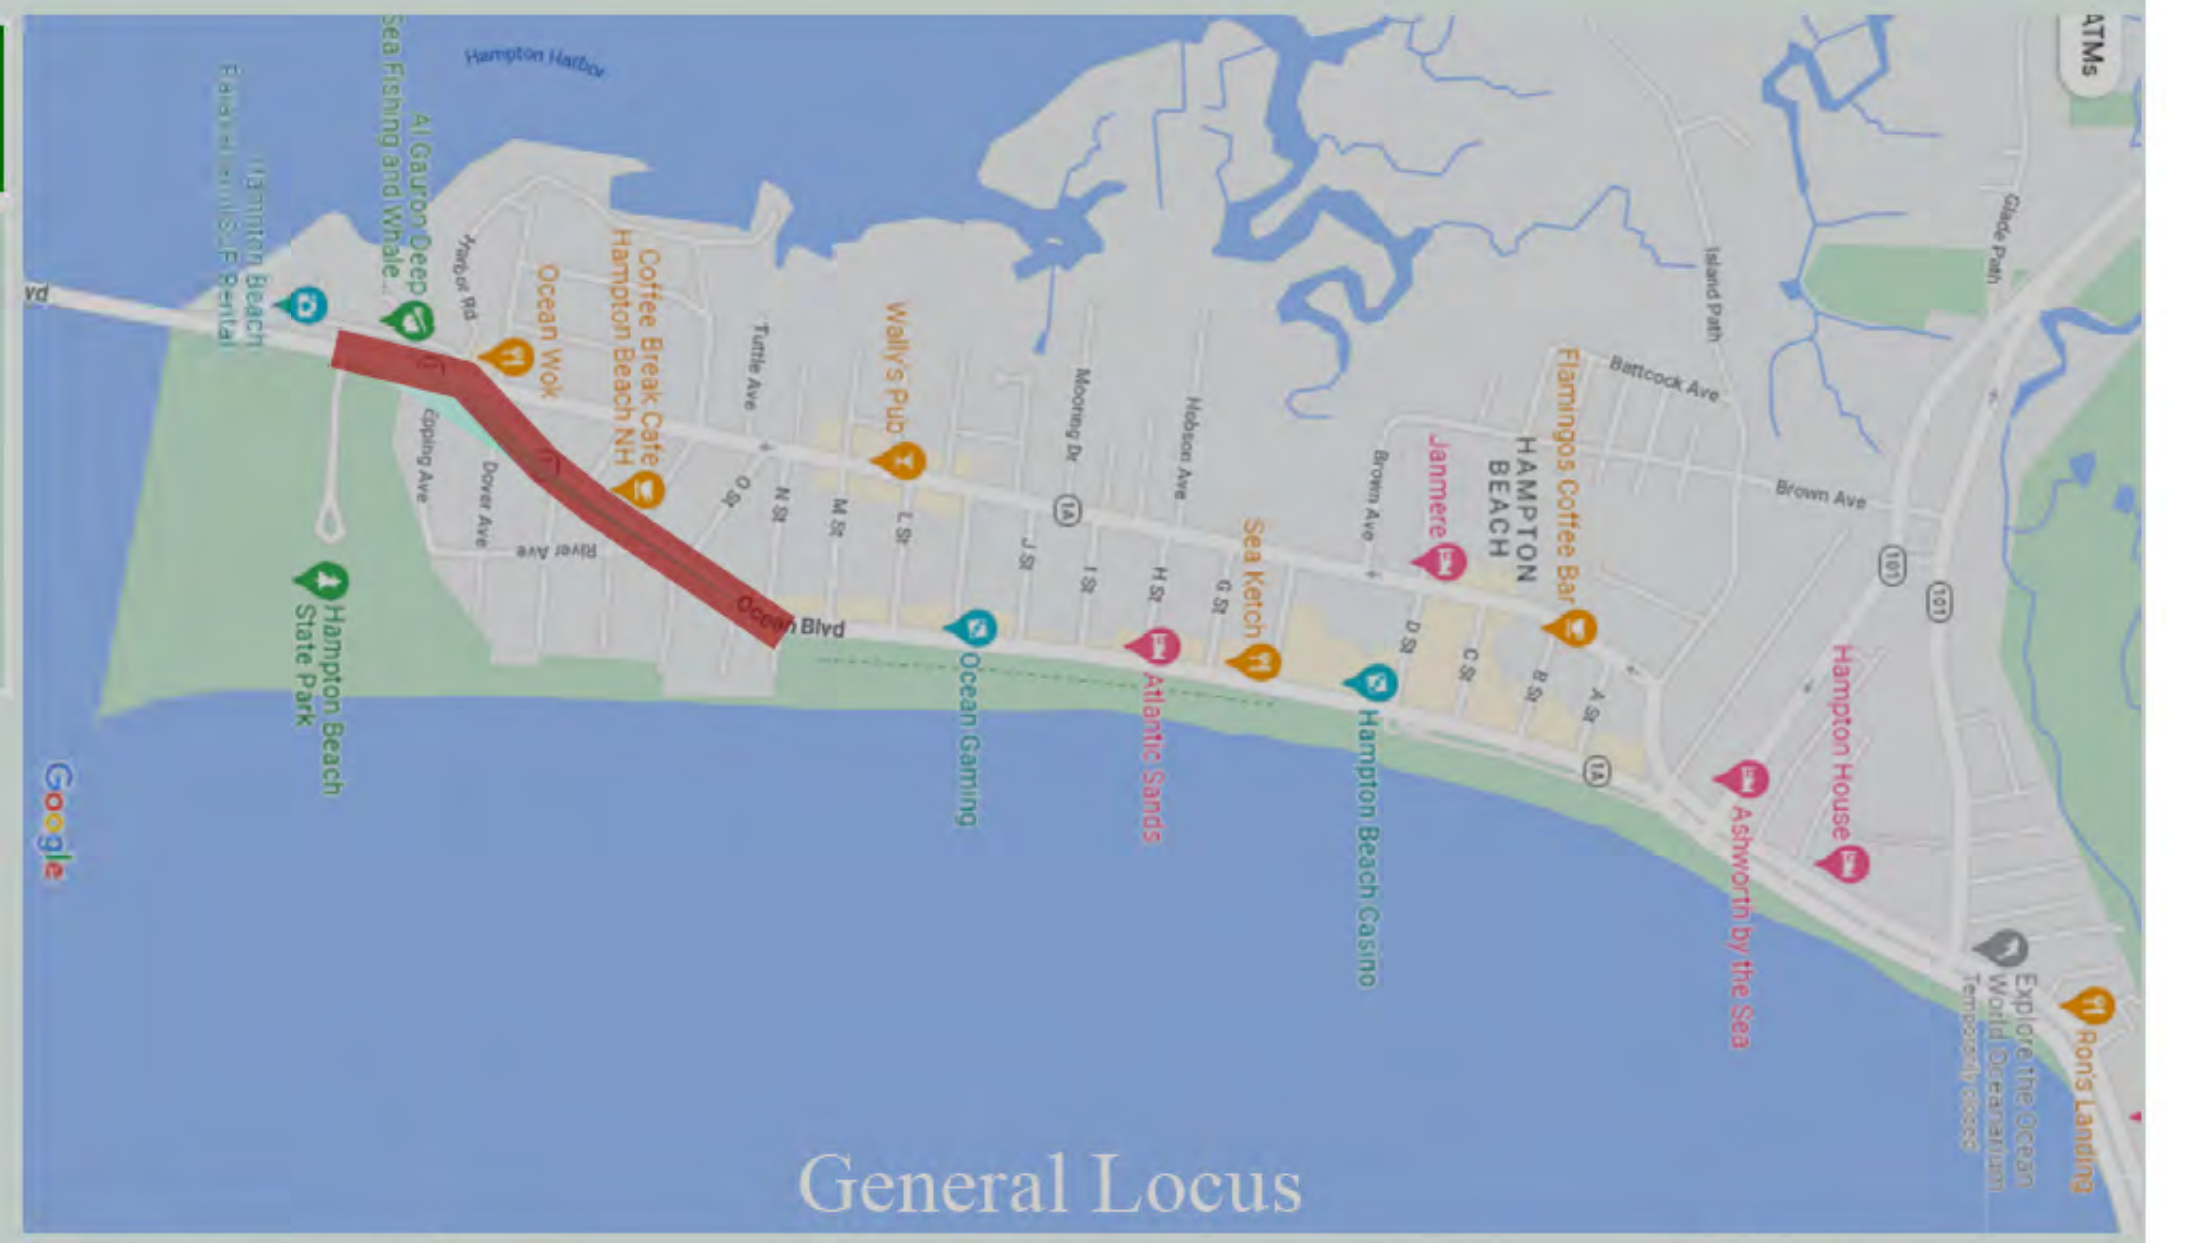 ATMs
Hampton Harbor
Al Gauron Deep
Sea Fishing and Whale...
Hampton Beach
Rental
Harbor Rd
Ocean Wok
Coffee Break Cafe
Hampton Beach NH
Tuttle Ave
Wally's Pub
Mooring Dr
Hobson Ave
Island Path
Glade Path
Battcock Ave
Flamingos Coffee Bar
HAMPTON
BEACH
Janmere
Brown Ave
Brown Ave
vd
Epping Ave
Dover Ave
River Ave
O St
N St
M St
L St
J St
I St
H St
G St
D St
C St
B St
A St
1A
1A
101
101
Sea Ketch
Ocean Blvd
Ocean Gaming
Atlantic Sands
Hampton Beach Casino
Hampton House
Ashworth by the Sea
Hampton Beach
State Park
Explore the Ocean
World Oceanarium
Temporarily closed
Ron's Landing
Google
General Locus